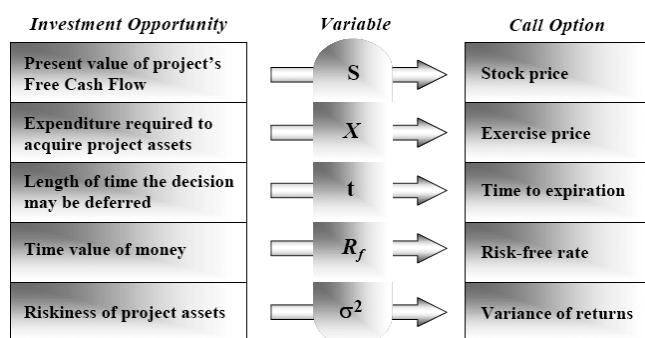 Investment Opportunity Variable Call Option
Present value of project's
Free Cash Flow
S
Stock price
Expenditure required to
acquire project assets
X
Exercise price
Length of time the decision
may be deferred
t
Time to expiration
Time value of money
R_f
Risk-free rate
Riskiness of project assets
σ²
Variance of returns